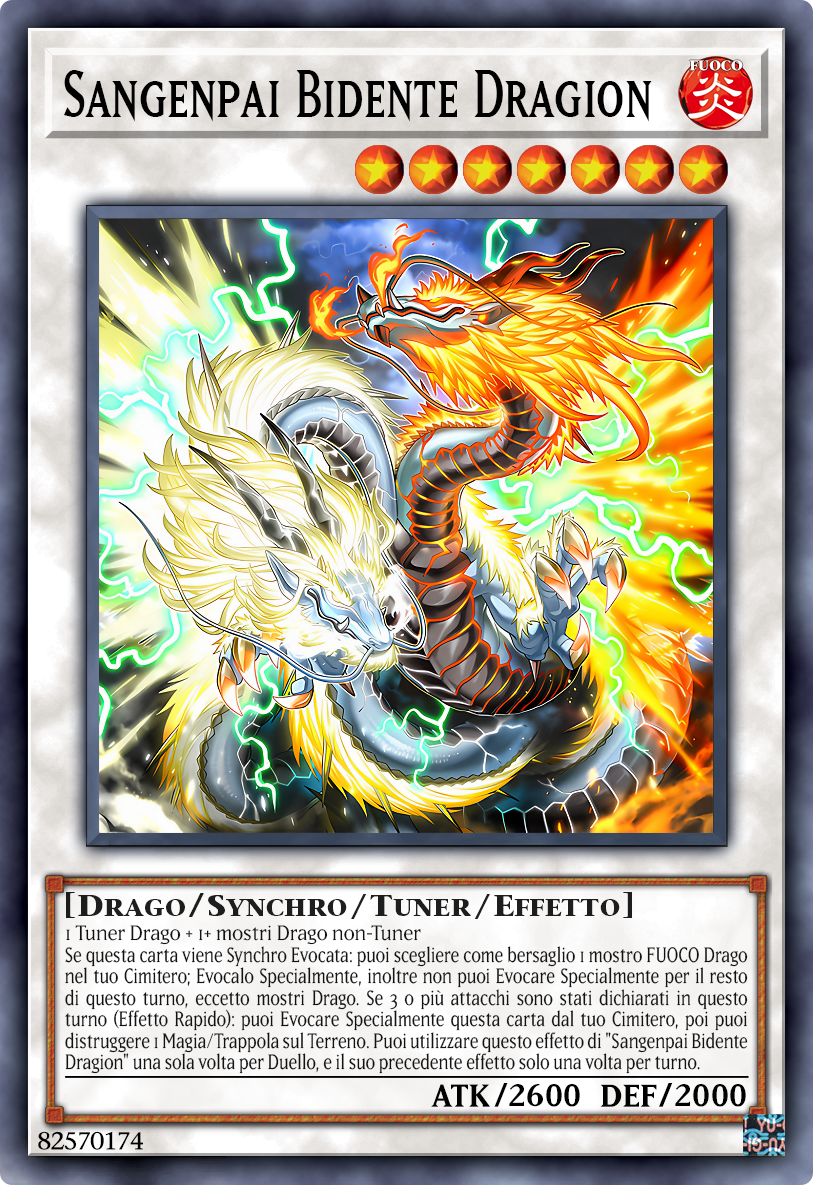 Sangenpai Bidente Dragion
FUOCO
炎
[Drago/Synchro/Tuner/Effetto]
1 Tuner Drago + 1+ mostri Drago non-Tuner
Se questa carta viene Synchro Evocata: puoi scegliere come bersaglio 1 mostro FUOCO Drago
nel tuo Cimitero; Evocalo Specialmente, inoltre non puoi Evocare Specialmente per il resto
di questo turno, eccetto mostri Drago. Se 3 o più attacchi sono stati dichiarati in questo
turno (Effetto Rapido): puoi Evocare Specialmente questa carta dal tuo Cimitero, poi puoi
distruggere 1 Magia/Trappola sul Terreno. Puoi utilizzare questo effetto di "Sangenpai Bidente
Dragion" una sola volta per Duello, e il suo precedente effetto solo una volta per turno.
ATK/2600 DEF/2000
82570174